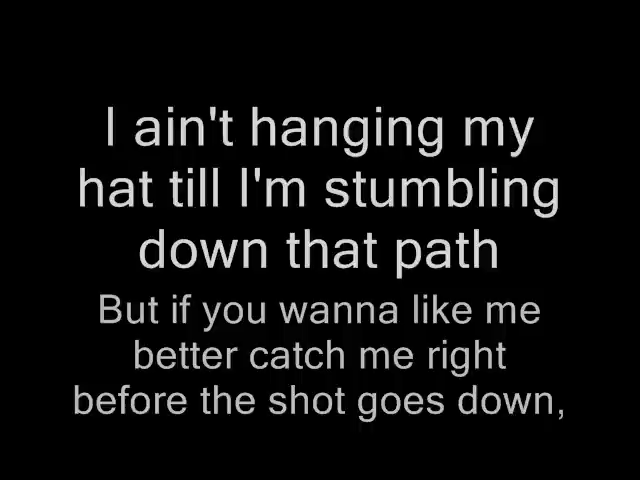 I ain't hanging my
hat till I'm stumbling
down that path
But if you wanna like me
better catch me right
before the shot goes down,